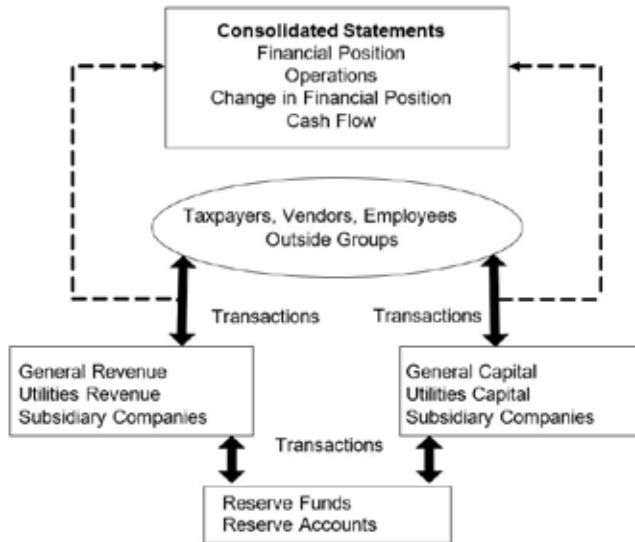 Consolidated Statements
Financial Position
Operations
Change in Financial Position
Cash Flow
Taxpayers, Vendors, Employees
Outside Groups
Transactions
Transactions
General Revenue
Utilities Revenue
Subsidiary Companies
General Capital
Utilities Capital
Subsidiary Companies
Transactions
Reserve Funds
Reserve Accounts